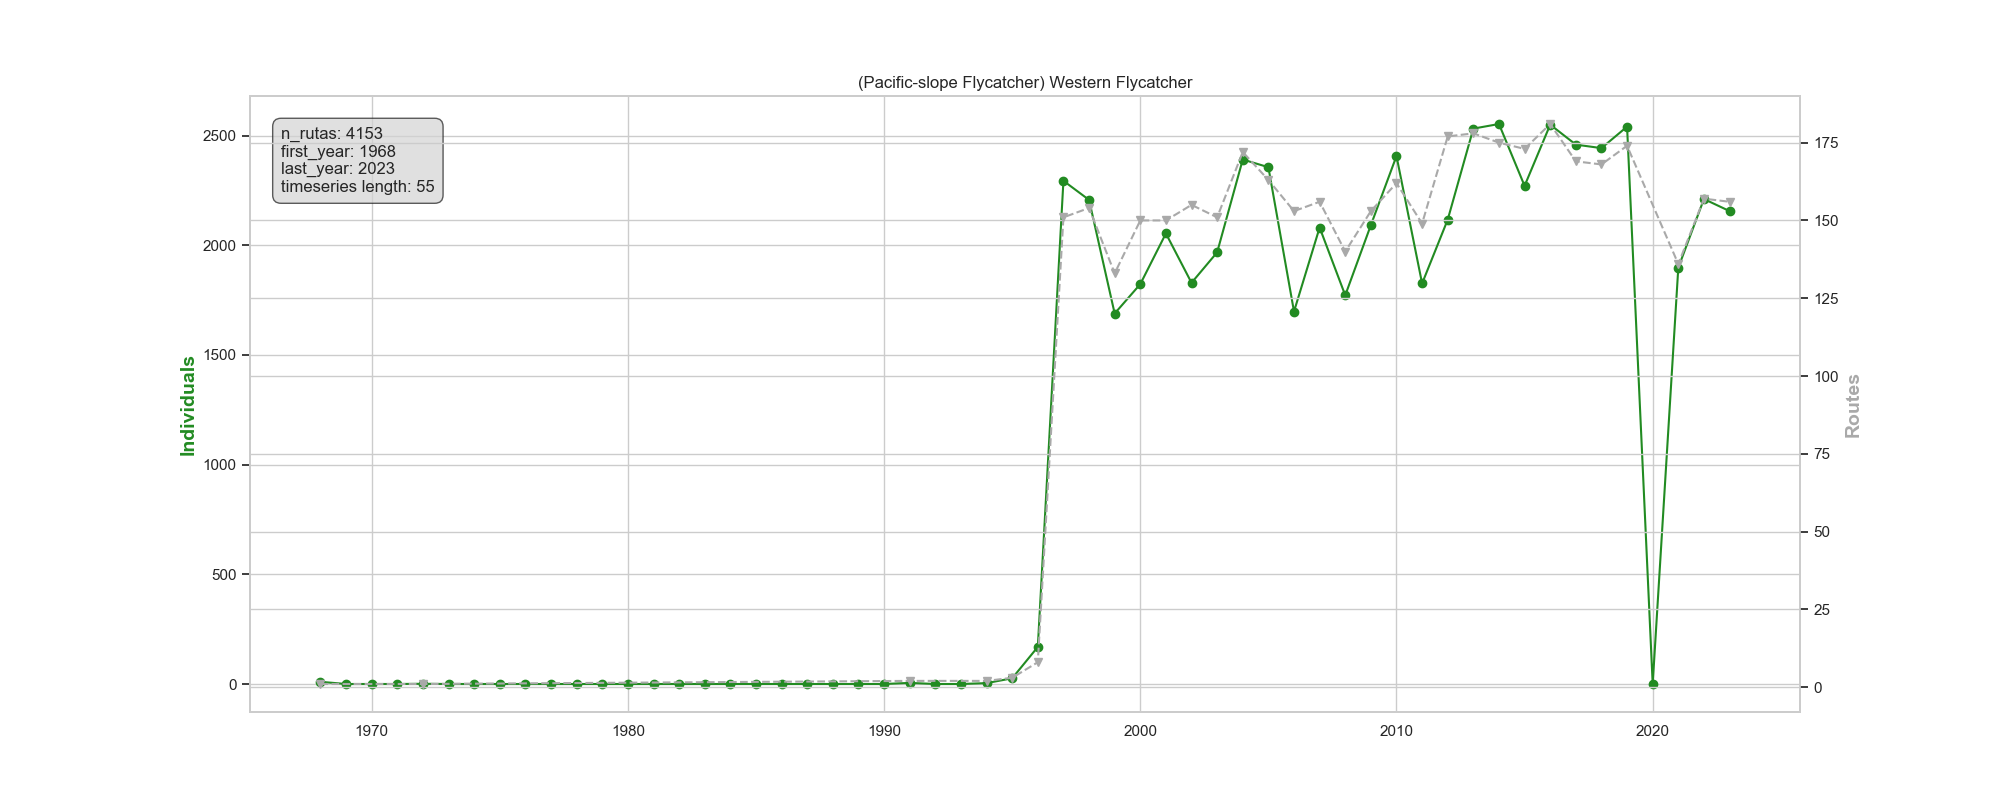 (Pacific-slope Flycatcher) Western Flycatcher
n_rutas: 4153
first_year: 1968
last_year: 2023
timeseries length: 55
Individuals
2500
2000
1500
1000
500
0
175
150
125
100
75
50
25
0
Routes
1970 1980 1990 2000 2010 2020